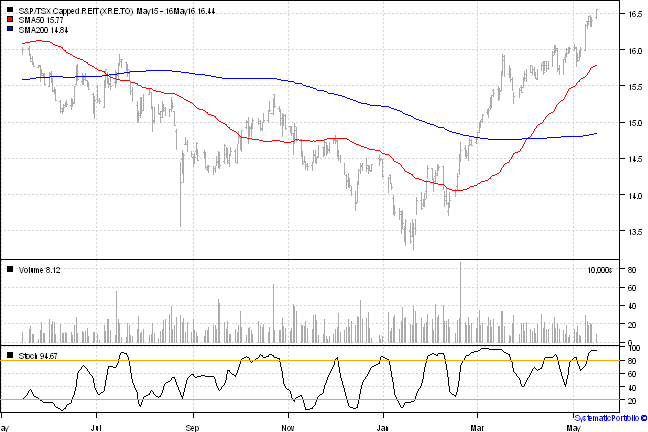 S&P/TSX Capped REIT(XRE.TO) May15 - 16May16 16.44
SMA50 15.77
SMA200 14.84
16.5
16.0
15.5
15.0
14.5
14.0
13.5
Volume 8.12
10,000s
80
60
40
20
0
Stoch 94.67
100
80
60
40
20
ay Jul Sep Nov Jan Mar May
SystematicPortfolio ©